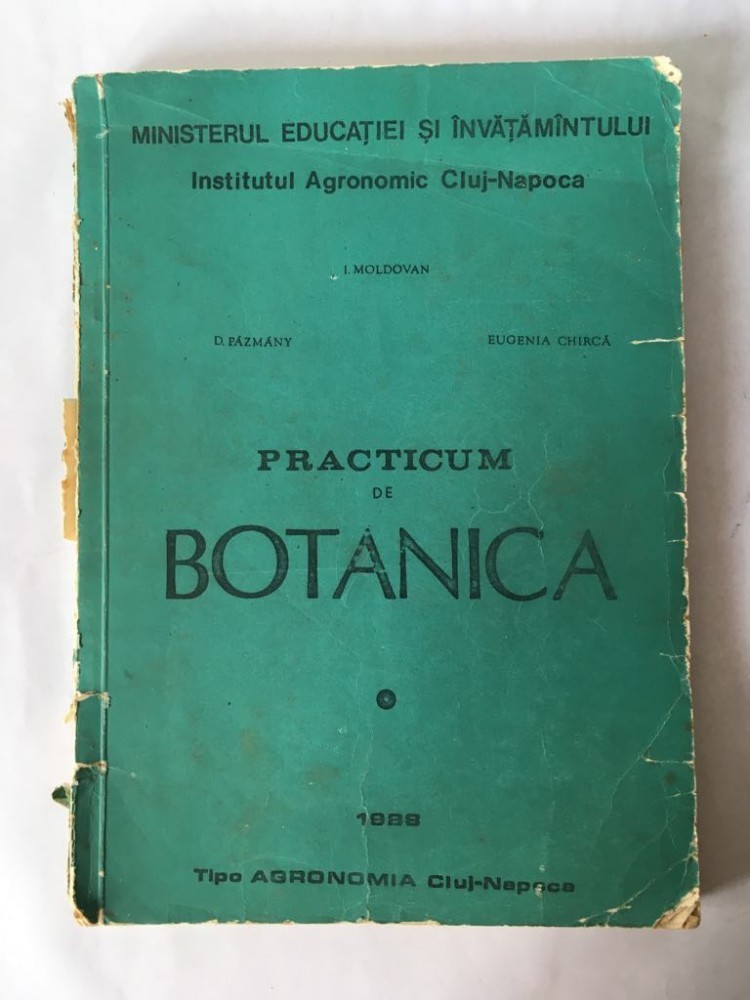 MINISTERUL EDUCAȚIEI ȘI ÎNVĂȚĂMÎNTULUI
Institutul Agronomic Cluj-Napoca
I. MOLDOVAN
D. PÁZMÁNY EUGENIA CHIRCĂ
PRACTICUM
DE
BOTANICA
1988
Tipo AGRONOMIA Cluj-Napoca